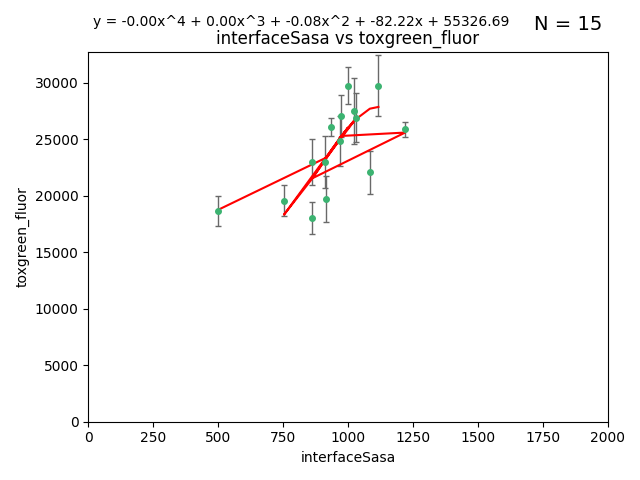 y = -0.00x^4 + 0.00x^3 + -0.08x^2 + -82.22x + 55326.69
N = 15
interfaceSasa vs toxgreen_fluor
30000
25000
20000
15000
10000
5000
0
toxgreen_fluor
0 250 500 750 1000 1250 1500 1750 2000
interfaceSasa